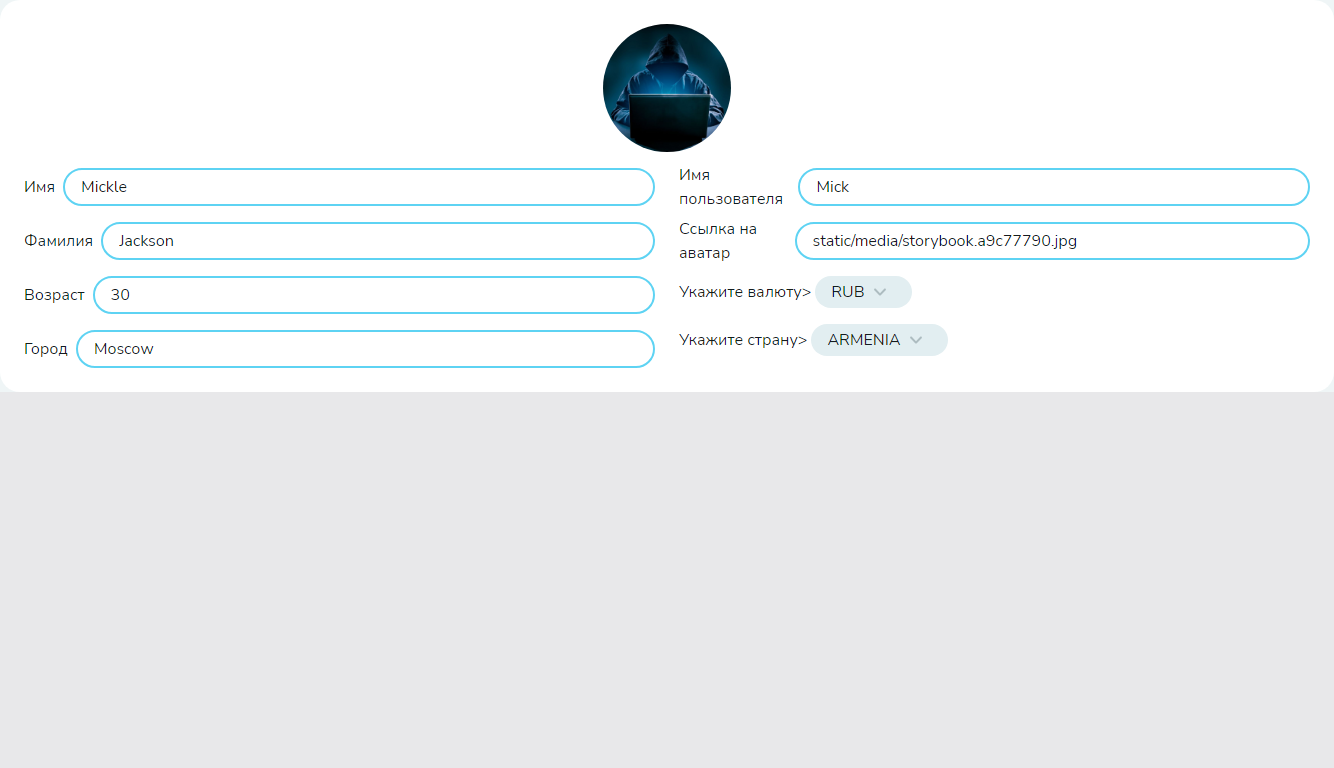 Имя
Mickle
Фамилия
Jackson
Возраст
30
Город
Moscow
Имя
пользователя
Mick
Ссылка на
аватар
static/media/storybook.a9c77790.jpg
Укажите валюту>
RUB
Укажите страну>
ARMENIA